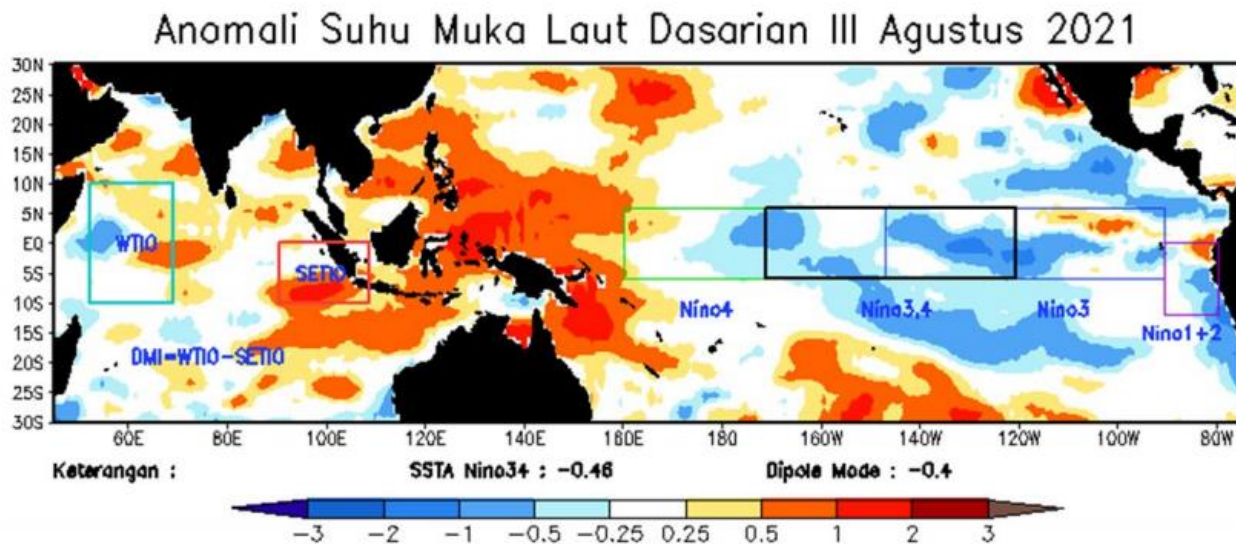 Anomali Suhu Muka Laut Dasarian III Agustus 2021
30N
25N
20N
15N
10N
5N
EQ
5S
10S
15S
20S
25S
30S
WTIO
SETIO
DMI=WTIO-SETIO
Nino4
Nino3,4
Nino3
Nino1+2
60E 80E 100E 120E 140E 160E 180 160W 140W 120W 100W 80W
Keterangan : SSTA Nino34 : -0.46 Dipole Mode : -0.4
-3 -2 -1 -0.5 -0.25 0.25 0.5 1 2 3